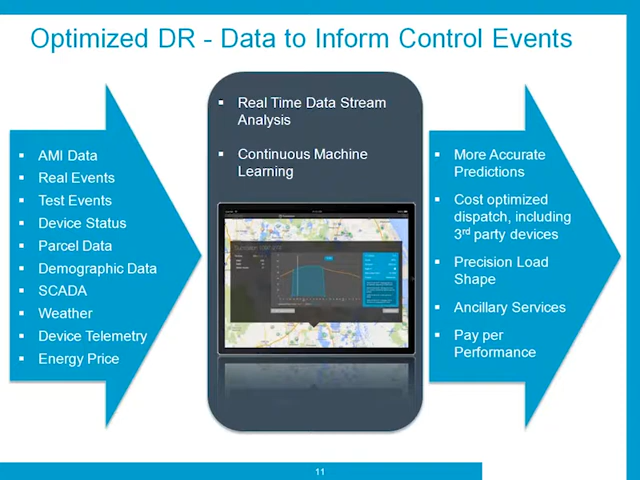 Optimized DR - Data to Inform Control Events
▪ AMI Data
▪ Real Events
▪ Test Events
▪ Device Status
▪ Parcel Data
▪ Demographic Data
▪ SCADA
▪ Weather
▪ Device Telemetry
▪ Energy Price
▪ Real Time Data Stream
Analysis
▪ Continuous Machine
Learning
▪ More Accurate
Predictions
▪ Cost optimized
dispatch, including
3rd party devices
▪ Precision Load
Shape
▪ Ancillary Services
▪ Pay per
Performance
11